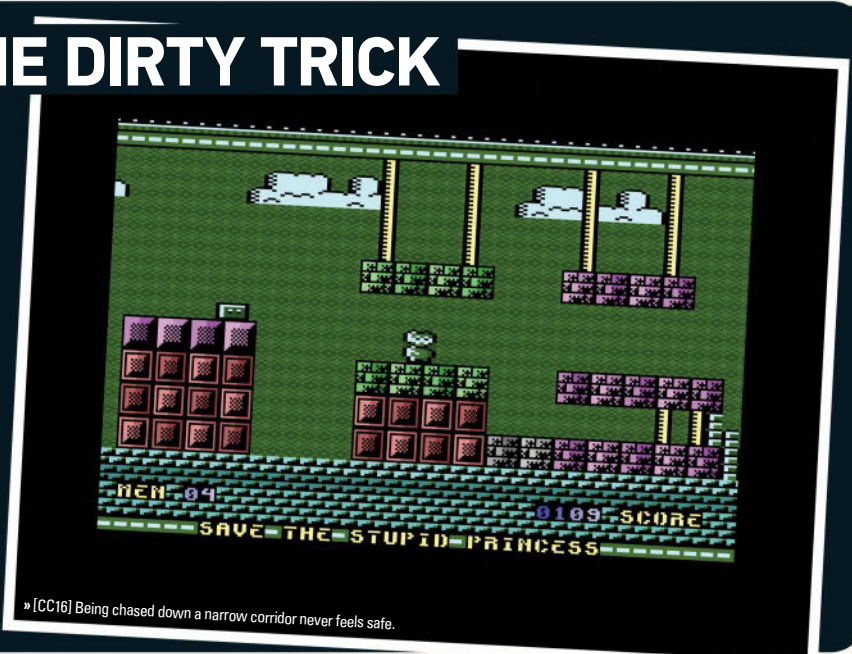 HE DIRTY TRICK
MEN 04
0109 SCORE
SAVE THE STUPID PRINCESS
» [CC16] Being chased down a narrow corridor never feels safe.